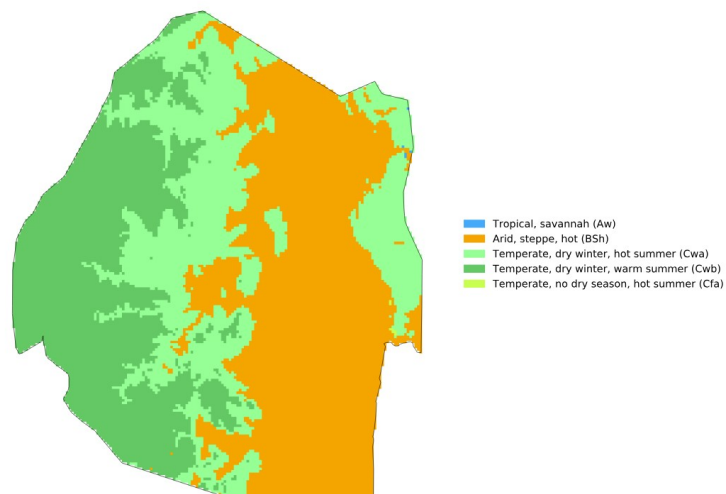 Tropical, savannah (Aw)
Arid, steppe, hot (BSh)
Temperate, dry winter, hot summer (Cwa)
Temperate, dry winter, warm summer (Cwb)
Temperate, no dry season, hot summer (Cfa)